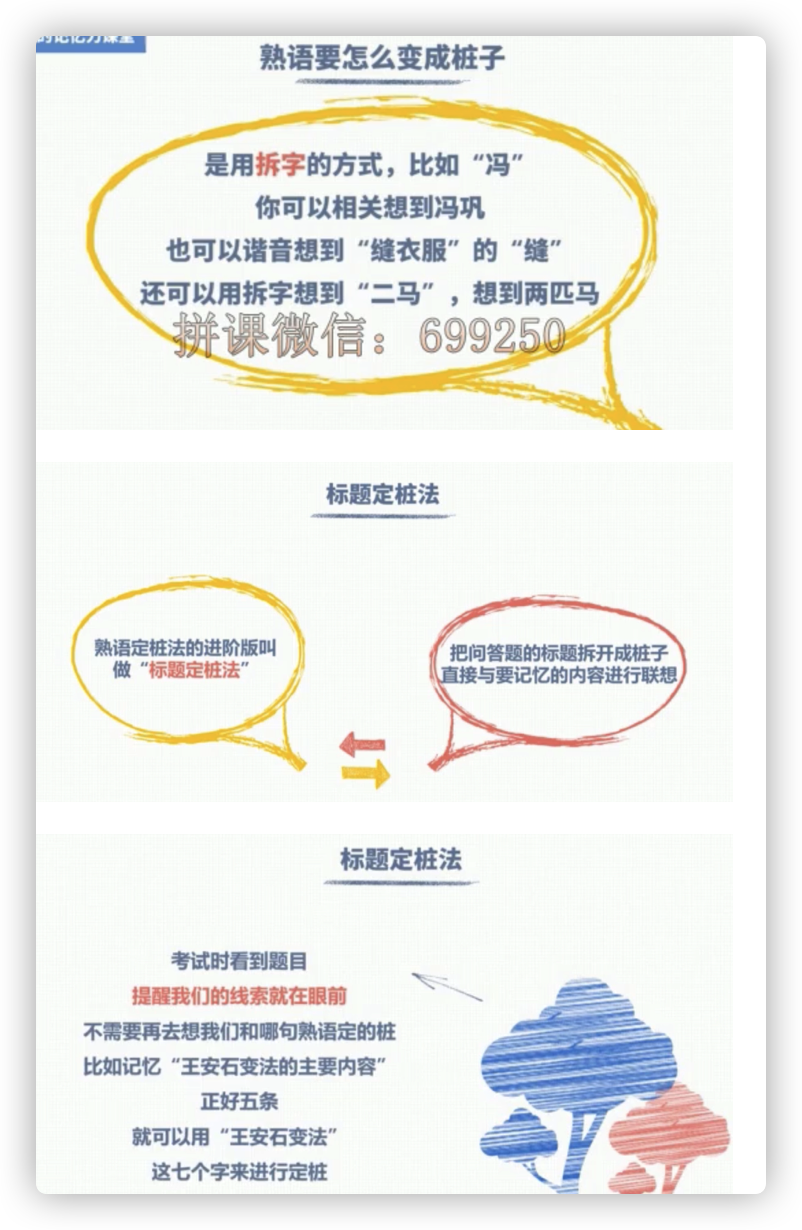 的记忆力课堂
熟语要怎么变成桩子
是用拆字的方式，比如“冯”
你可以相关想到冯巩
也可以谐音想到“缝衣服”的“缝”
还可以用拆字想到“二马”，想到两匹马
拼课微信：699250
标题定桩法
熟语定桩法的进阶版叫
做“标题定桩法”
把问答题的标题拆开成桩子
直接与要记忆的内容进行联想
标题定桩法
考试时看到题目
提醒我们的线索就在眼前
不需要再去想我们和哪句熟语定的桩
比如记忆“王安石变法的主要内容”
正好五条
就可以用“王安石变法”
这七个字来进行定桩